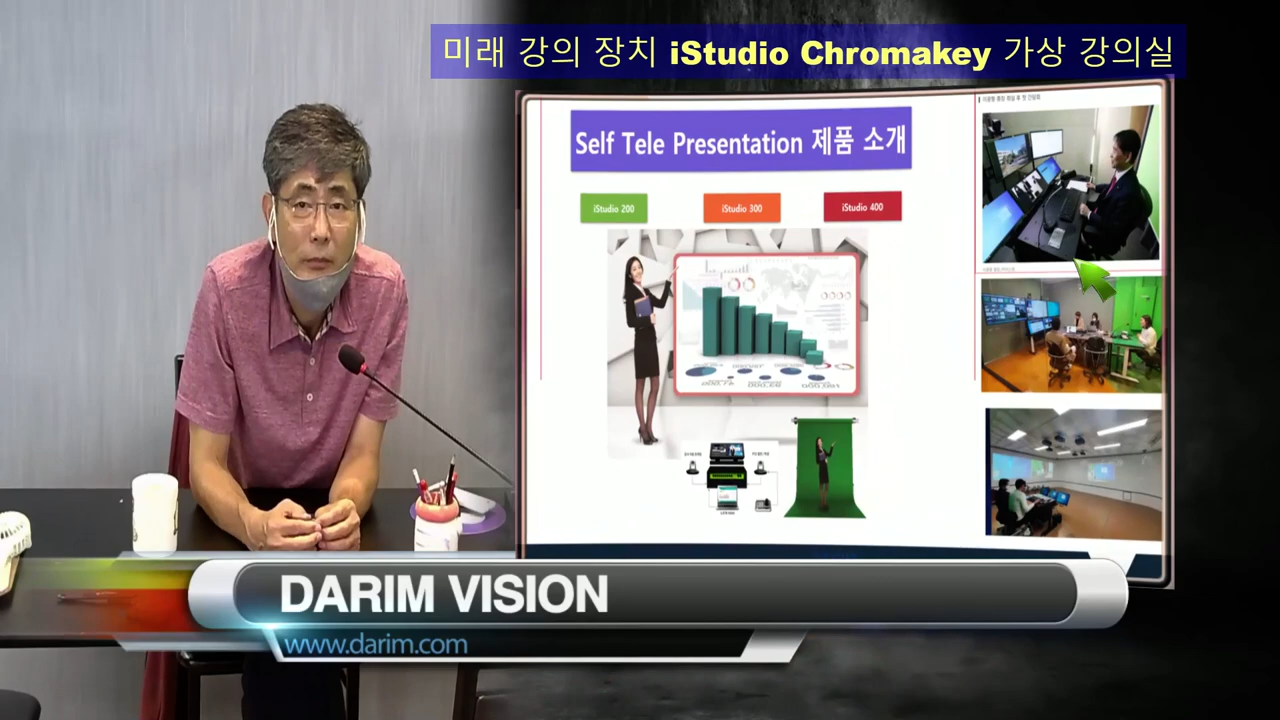 미래 강의 장치 iStudio Chromakey 가상 강의실
Self Tele Presentation 제품 소개
iStudio 200
iStudio 300
iStudio 400
DARIM VISION
www.darim.com